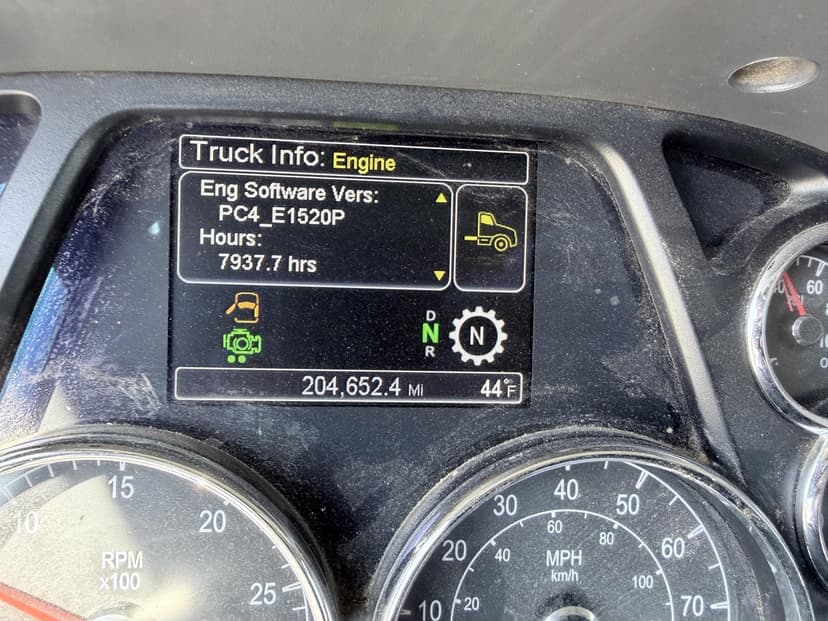 Truck Info: Engine
Eng Software Vers:
PC4_E1520P
Hours:
7937.7 hrs
D
N
R
N
204,652.4 Mi 44°F
10
15
20
25
RPM
x100
10
20
30
40
50
60
70
20
40
60
80
100
MPH
km/h
60